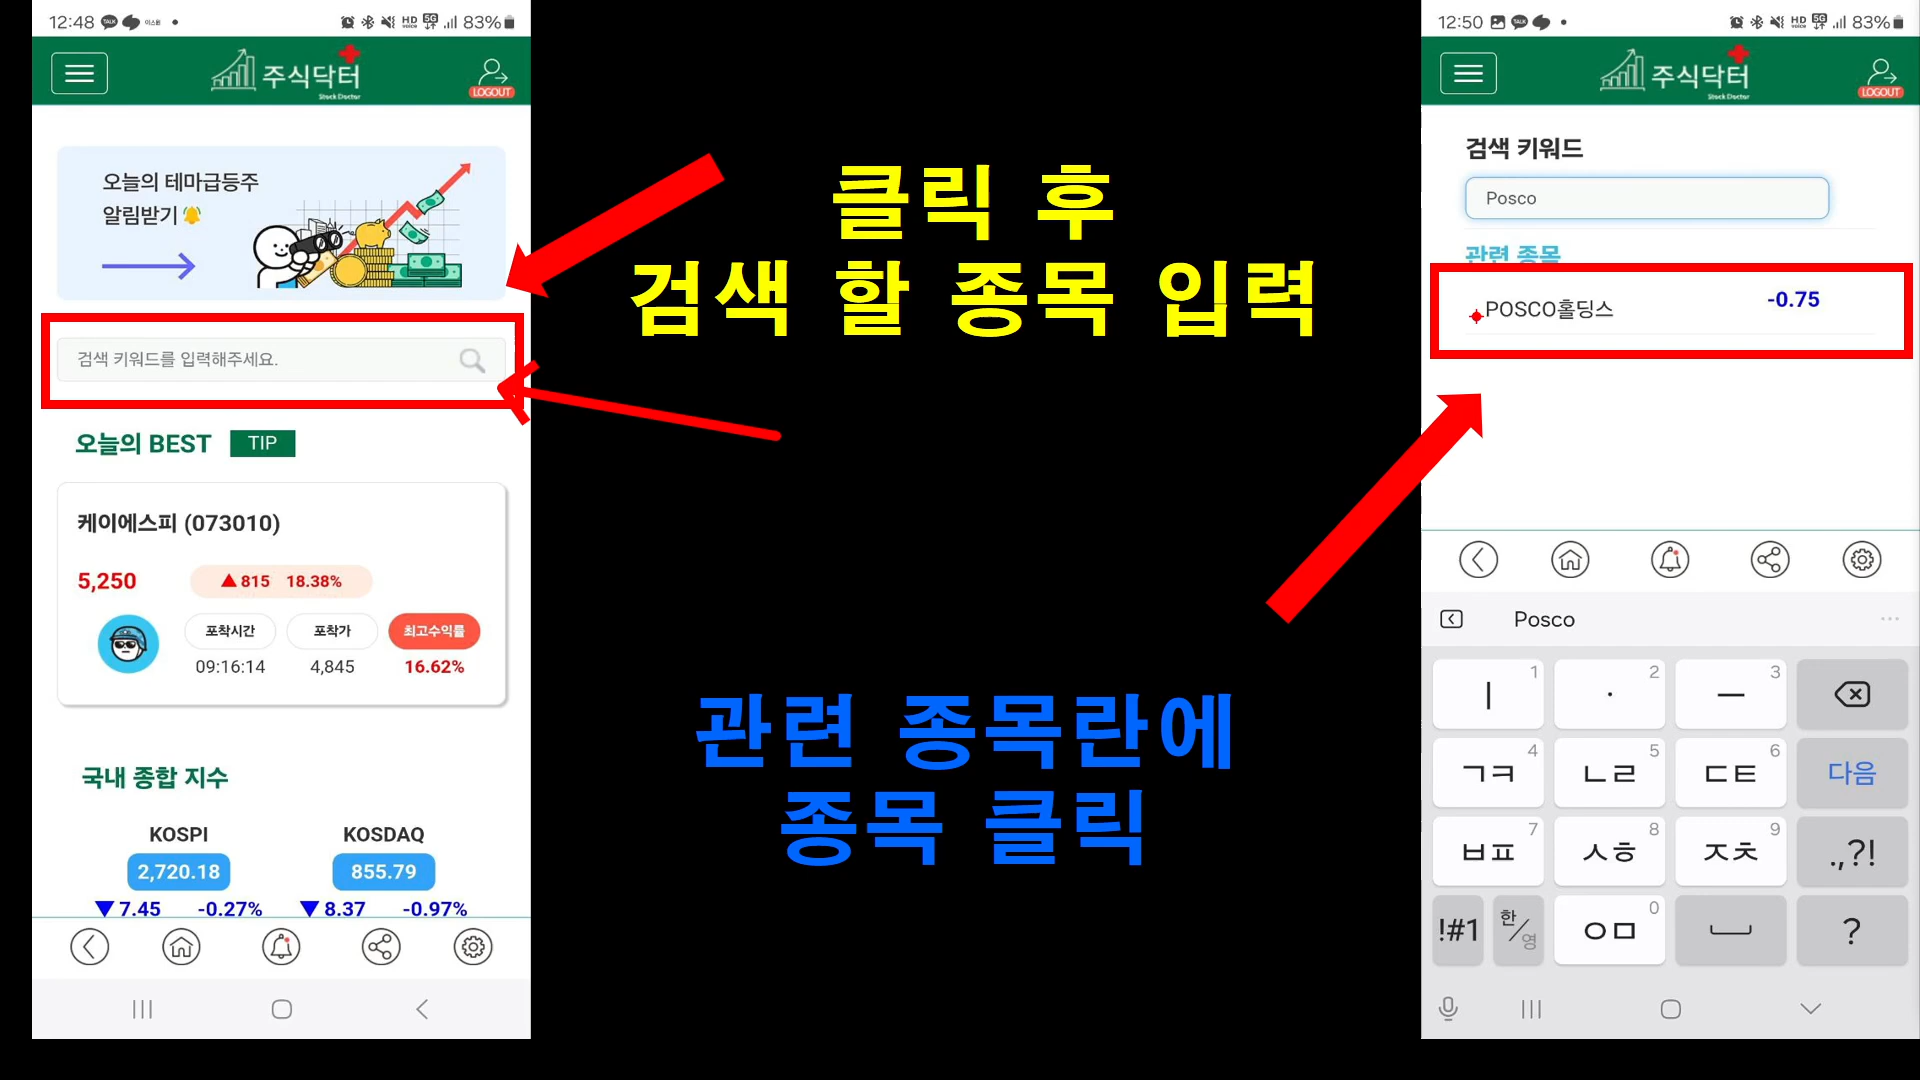 12:48
83%
주식닥터
Stock Doctor
LOGOUT
오늘의 테마급등주
알림받기
검색 키워드를 입력해주세요.
오늘의 BEST TIP
케이에스피 (073010)
5,250 ▲815 18.38%
포착시간 포착가 최고수익률
09:16:14 4,845 16.62%
국내 종합 지수
KOSPI KOSDAQ
2,720.18 855.79
▼7.45 -0.27% ▼8.37 -0.97%
클릭 후
검색 할 종목 입력
관련 종목란에
종목 클릭
12:50
83%
주식닥터
Stock Doctor
LOGOUT
검색 키워드
Posco
관련 종목
POSCO홀딩스 -0.75
Posco
ㅣ 1 · 2 ㅡ 3
ㄱㅋ 4 ㄴㄹ 5 ㄷㅌ 6 다음
ㅂㅍ 7 ㅅㅎ 8 ㅈㅊ 9 .,?!
!#1 한/영 ㅇㅁ 0 ?